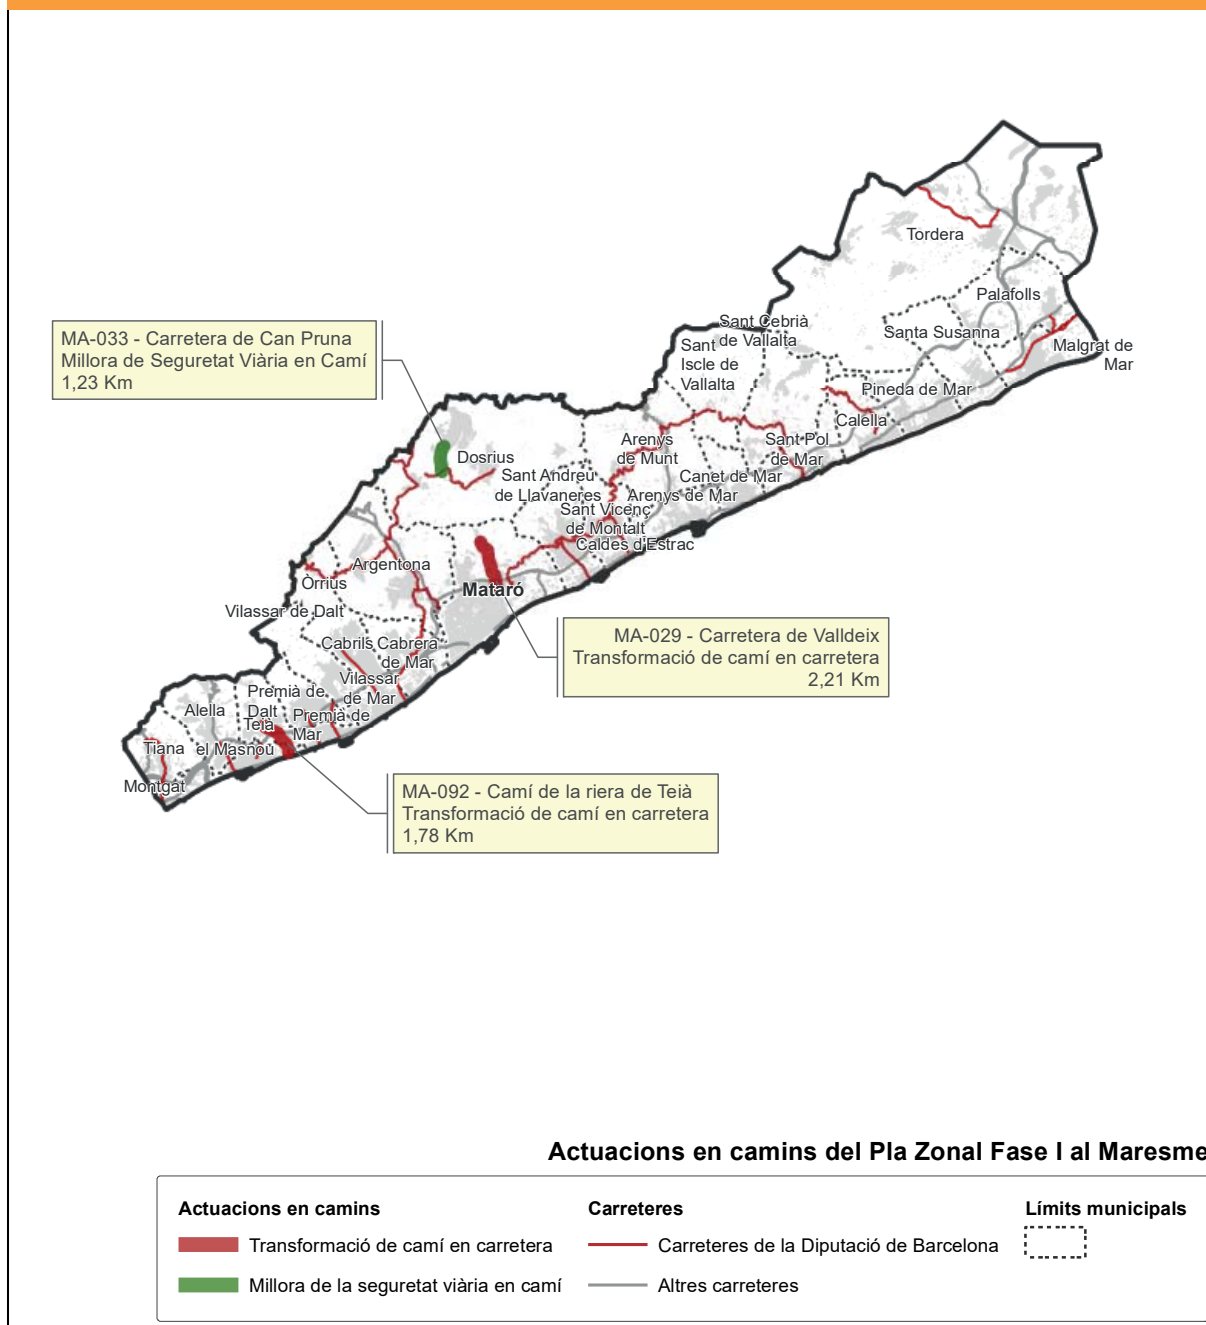 Tordera
Palafolls
MA-033 - Carretera de Can Pruna
Millora de Seguretat Viària en Camí
1,23 Km
Sant Cebrià
de Vallalta
Sant
Iscle de
Vallalta
Santa Susanna
Malgrat de
Mar
Pineda de Mar
Calella
Arenys
de Munt
Sant Pol
de Mar
Dosrius
Sant Andreu
de Llavaneres
Canet de Mar
Arenys de Mar
Sant Vicenç
de Montalt
Caldes d'Estrac
Argentona
Òrrius
Mataró
Vilassar de Dalt
MA-029 - Carretera de Valldeix
Transformació de camí en carretera
2,21 Km
Cabrils
Cabrera
de Mar
Vilassar
de Mar
Premià de
Dalt
Alella
Teià
Premià de
Mar
Tiana
el Masnou
Montgat
MA-092 - Camí de la riera de Teià
Transformació de camí en carretera
1,78 Km
Actuacions en camins del Pla Zonal Fase I al Maresme
Actuacions en camins
Transformació de camí en carretera
Millora de la seguretat viària en camí
Carreteres
Carreteres de la Diputació de Barcelona
Altres carreteres
Límits municipals